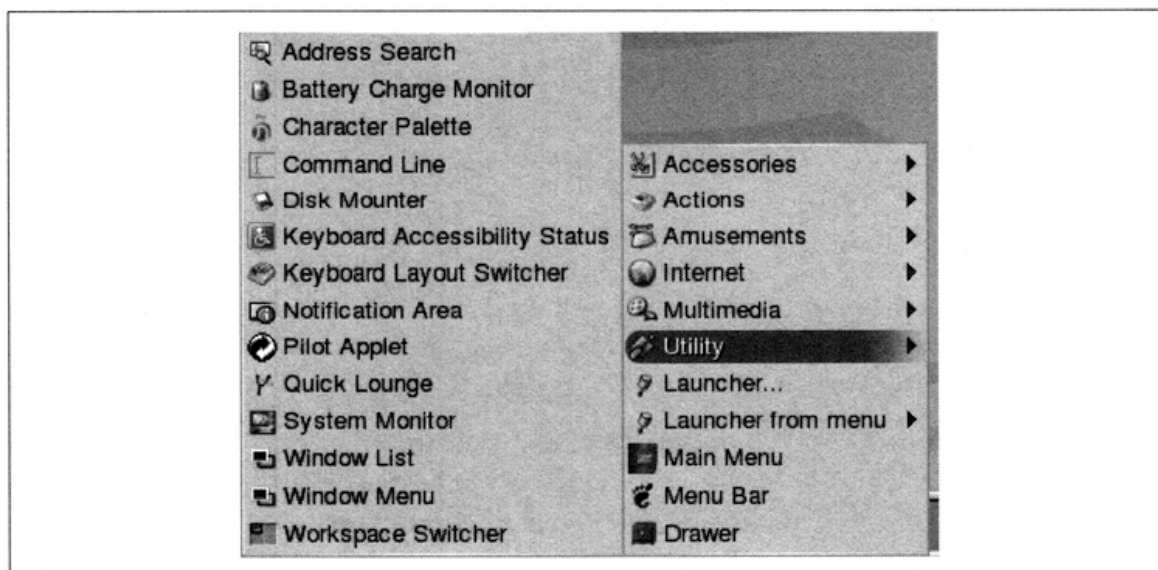 Address Search
Battery Charge Monitor
Character Palette
Command Line
Disk Mounter
Keyboard Accessibility Status
Keyboard Layout Switcher
Notification Area
Pilot Applet
Quick Lounge
System Monitor
Window List
Window Menu
Workspace Switcher
Accessories
Actions
Amusements
Internet
Multimedia
Utility
Launcher...
Launcher from menu
Main Menu
Menu Bar
Drawer